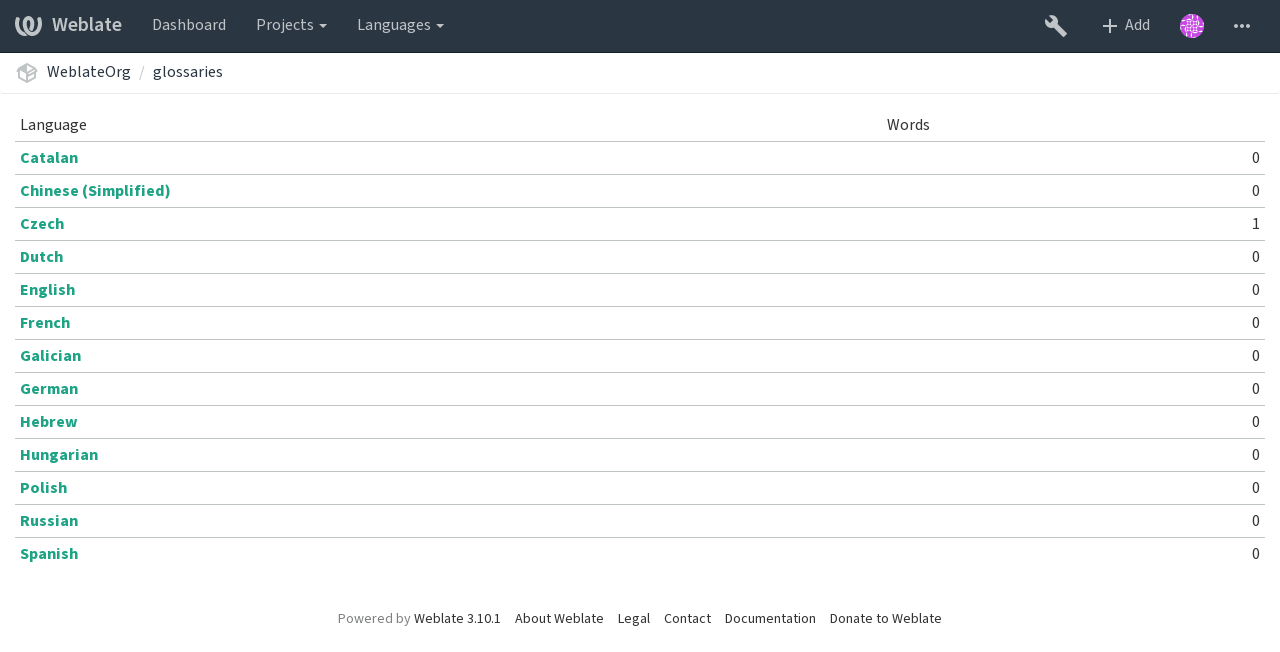 Weblate Dashboard Projects Languages Add
WeblateOrg / glossaries
Language Words
Catalan 0
Chinese (Simplified) 0
Czech 1
Dutch 0
English 0
French 0
Galician 0
German 0
Hebrew 0
Hungarian 0
Polish 0
Russian 0
Spanish 0
Powered by Weblate 3.10.1 About Weblate Legal Contact Documentation Donate to Weblate